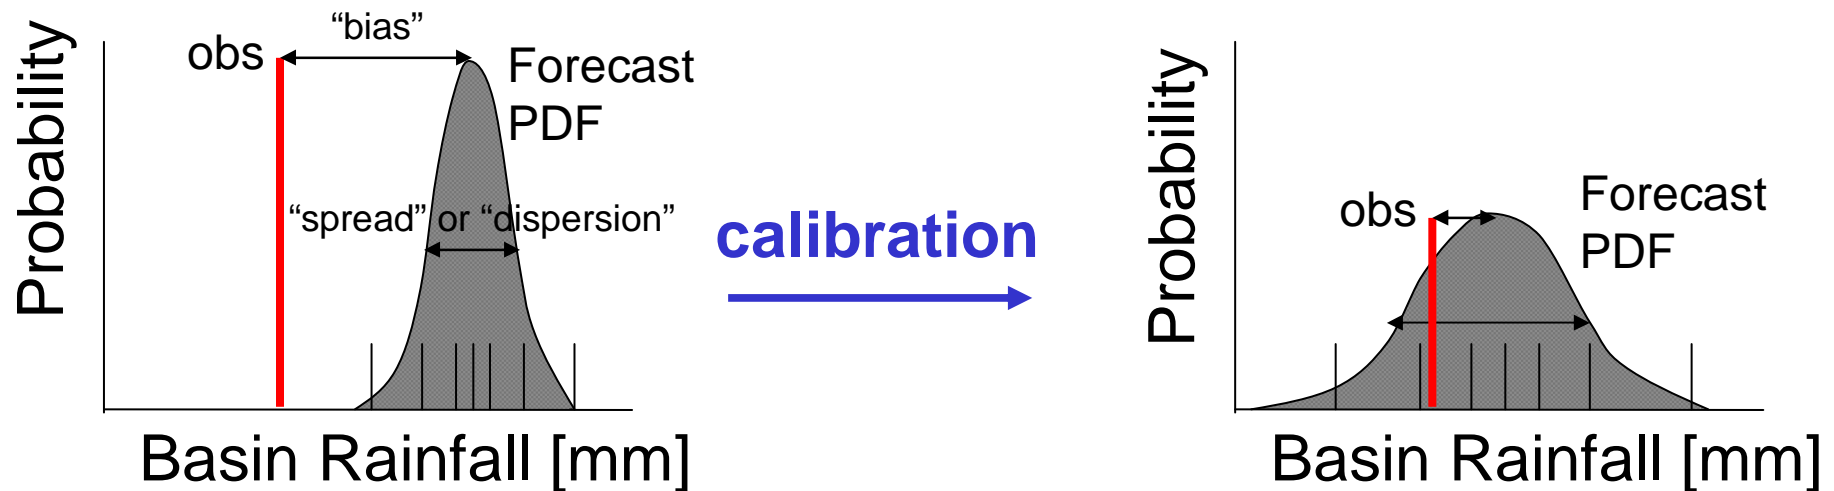 Probability
obs
“bias”
Forecast
PDF
“spread” or “dispersion”
Basin Rainfall [mm]
calibration
Probability
obs
Forecast
PDF
Basin Rainfall [mm]